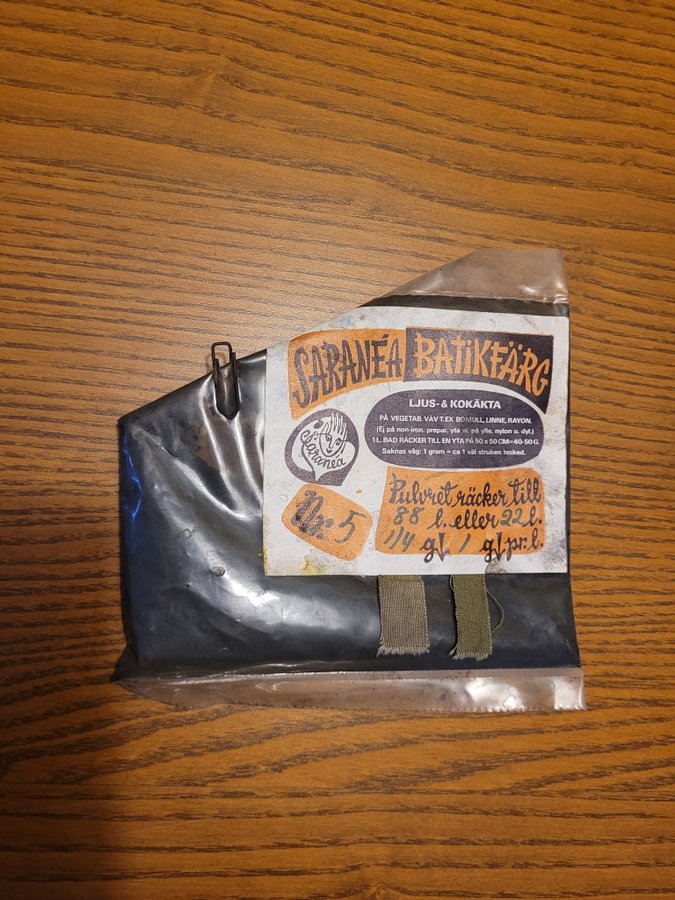 SARANÉA BATIKFÄRG
LJUS- & KOKÄKTA
PÅ VEGETAB. VÄV T.EX BOMULL, LINNE, RAYON,
(Ej på non-iron, prepar. yta el. på ylle, nylon o. dyl.)
1 L. BAD RÄCKER TILL EN YTA PÅ 50 x 50 CM=40-50 G.
Saknas våg: 1 gram = ca 1 väl struken tesked.
Saranéa
Nr. 5
Pulvret räcker till
88 l. eller 22 l.
1/4 g↓ 1 g↓ pr. l.